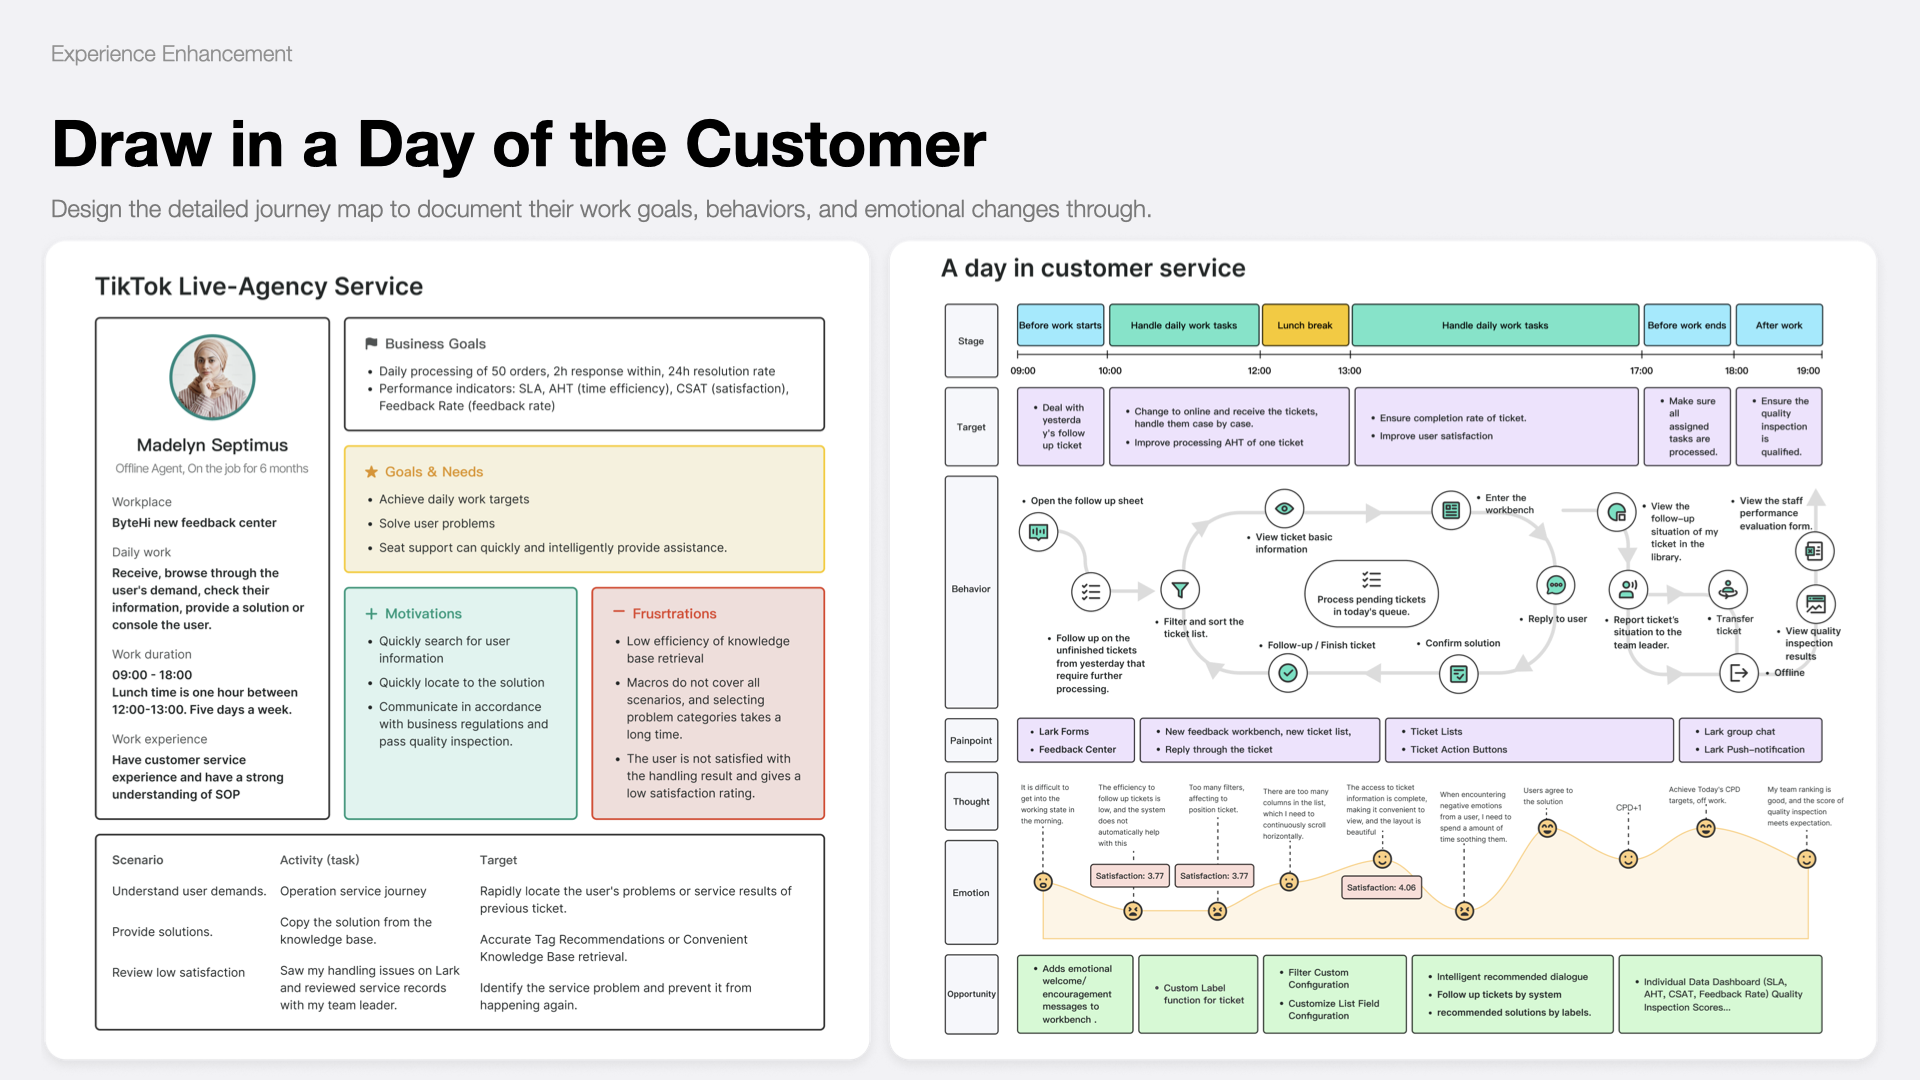 Experience Enhancement
Draw in a Day of the Customer
Design the detailed journey map to document their work goals, behaviors, and emotional changes through.
TikTok Live-Agency Service
Madelyn Septimus
Offline Agent, On the job for 6 months
Workplace
ByteHi new feedback center
Daily work
Receive, browse through the
user's demand, check their
information, provide a solution or
console the user.
Work duration
09:00 - 18:00
Lunch time is one hour between
12:00-13:00. Five days a week.
Work experience
Have customer service
experience and have a strong
understanding of SOP
Business Goals
• Daily processing of 50 orders, 2h response within, 24h resolution rate
• Performance indicators: SLA, AHT (time efficiency), CSAT (satisfaction),
Feedback Rate (feedback rate)
Goals & Needs
• Achieve daily work targets
• Solve user problems
• Seat support can quickly and intelligently provide assistance.
Motivations
• Quickly search for user
information
• Quickly locate to the solution
• Communicate in accordance
with business regulations and
pass quality inspection.
Frusrtrations
• Low efficiency of knowledge
base retrieval
• Macros do not cover all
scenarios, and selecting
problem categories takes a
long time.
• The user is not satisfied with
the handling result and gives a
low satisfaction rating.
Scenario
Activity (task)
Target
Understand user demands.
Operation service journey
Rapidly locate the user's problems or service results of
previous ticket.
Provide solutions.
Copy the solution from the
knowledge base.
Accurate Tag Recommendations or Convenient
Knowledge Base retrieval.
Review low satisfaction
Saw my handling issues on Lark
and reviewed service records
with my team leader.
Identify the service problem and prevent it from
happening again.
A day in customer service
Stage
Before work starts
Handle daily work tasks
Lunch break
Handle daily work tasks
Before work ends
After work
09:00
10:00
12:00
13:00
17:00
18:00
19:00
Target
• Deal with
yesterda
y's follow
up ticket
• Change to online and receive the tickets,
handle them case by case.
• Improve processing AHT of one ticket
• Ensure completion rate of ticket.
• Improve user satisfaction
• Make sure
all
assigned
tasks are
processed.
• Ensure the
quality
inspection
is
qualified.
Behavior
• Open the follow up sheet
• Follow up on the
unfinished tickets
from yesterday that
require further
processing.
• Filter and sort the
ticket list.
• View ticket basic
information
• Enter the
workbench
Process pending tickets
in today's queue.
• Reply to user
• Confirm solution
• Follow-up / Finish ticket
• View the
follow-up
situation of my
ticket in the
library.
• Report ticket's
situation to the
team leader.
• Transfer
ticket
• Offline
• View quality
inspection
results
• View the staff
performance
evaluation form.
Painpoint
• Lark Forms
• Feedback Center
• New feedback workbench, new ticket list,
• Reply through the ticket
• Ticket Lists
• Ticket Action Buttons
• Lark group chat
• Lark Push-notification
Thought
It is difficult to
get into the
working state in
the morning.
The efficiency to
follow up tickets is
low, and the system
does not
automatically help
with this
Too many filters,
affecting to
position ticket.
There are too many
columns in the list,
which I need to
continuously scroll
horizontally.
The access to ticket
information is complete,
making it convenient to
view, and the layout is
beautiful
When encountering
negative emotions
from a user, I need to
spend a amount of
time soothing them.
Users agree to
the solution
CPD+1
Achieve Today's CPD
targets, off work.
My team ranking is
good, and the score of
quality inspection
meets expectation.
Emotion
Satisfaction: 3.77
Satisfaction: 3.77
Satisfaction: 4.06
Opportunity
• Adds emotional
welcome/
encouragement
messages to
workbench .
• Custom Label
function for ticket
• Filter Custom
Configuration
• Customize List Field
Configuration
• Intelligent recommended dialogue
• Follow up tickets by system
• recommended solutions by labels.
• Individual Data Dashboard (SLA,
AHT, CSAT, Feedback Rate) Quality
Inspection Scores...